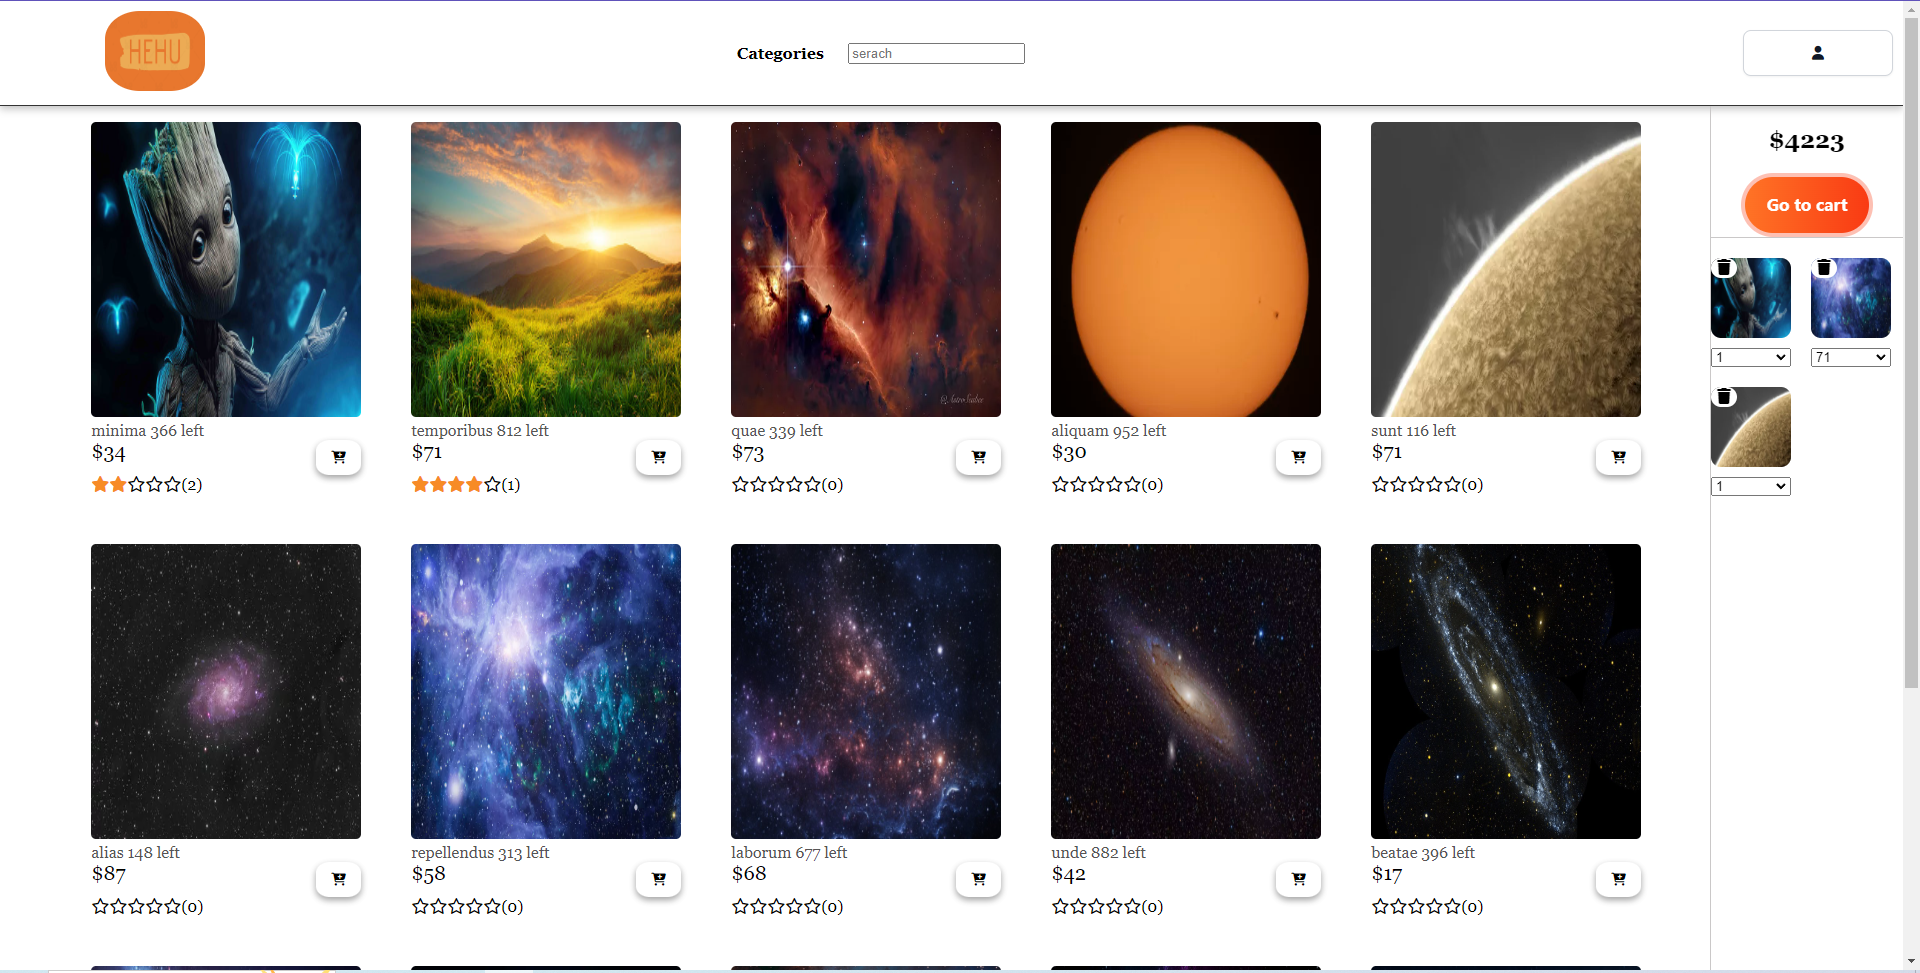 HEHU
Categories
serach
$4223
Go to cart
1
71
1
@AstroSadiss
minima 366 left
$34
(2)
temporibus 812 left
$71
(1)
quae 339 left
$73
(0)
aliquam 952 left
$30
(0)
sunt 116 left
$71
(0)
alias 148 left
$87
(0)
repellendus 313 left
$58
(0)
laborum 677 left
$68
(0)
unde 882 left
$42
(0)
beatae 396 left
$17
(0)